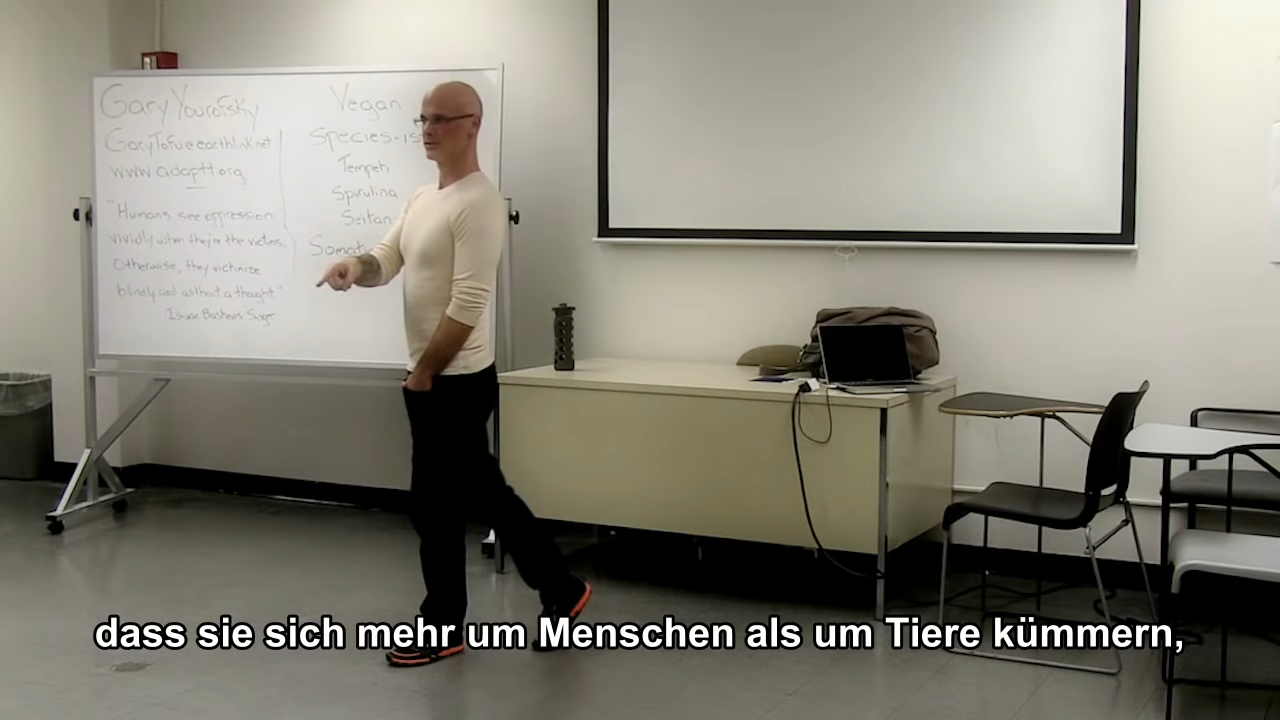 Gary Yourofsky
GaryTofu@earthlink.net
www.adaptt.org
"Humans see oppression
vividly when they're the victims.
Otherwise, they victimize
blindly and without a thought."
Isaac Bashevis Singer
Vegan
Species-is
Tempeh
Spirulina
Seitan
dass sie sich mehr um Menschen als um Tiere kümmern,